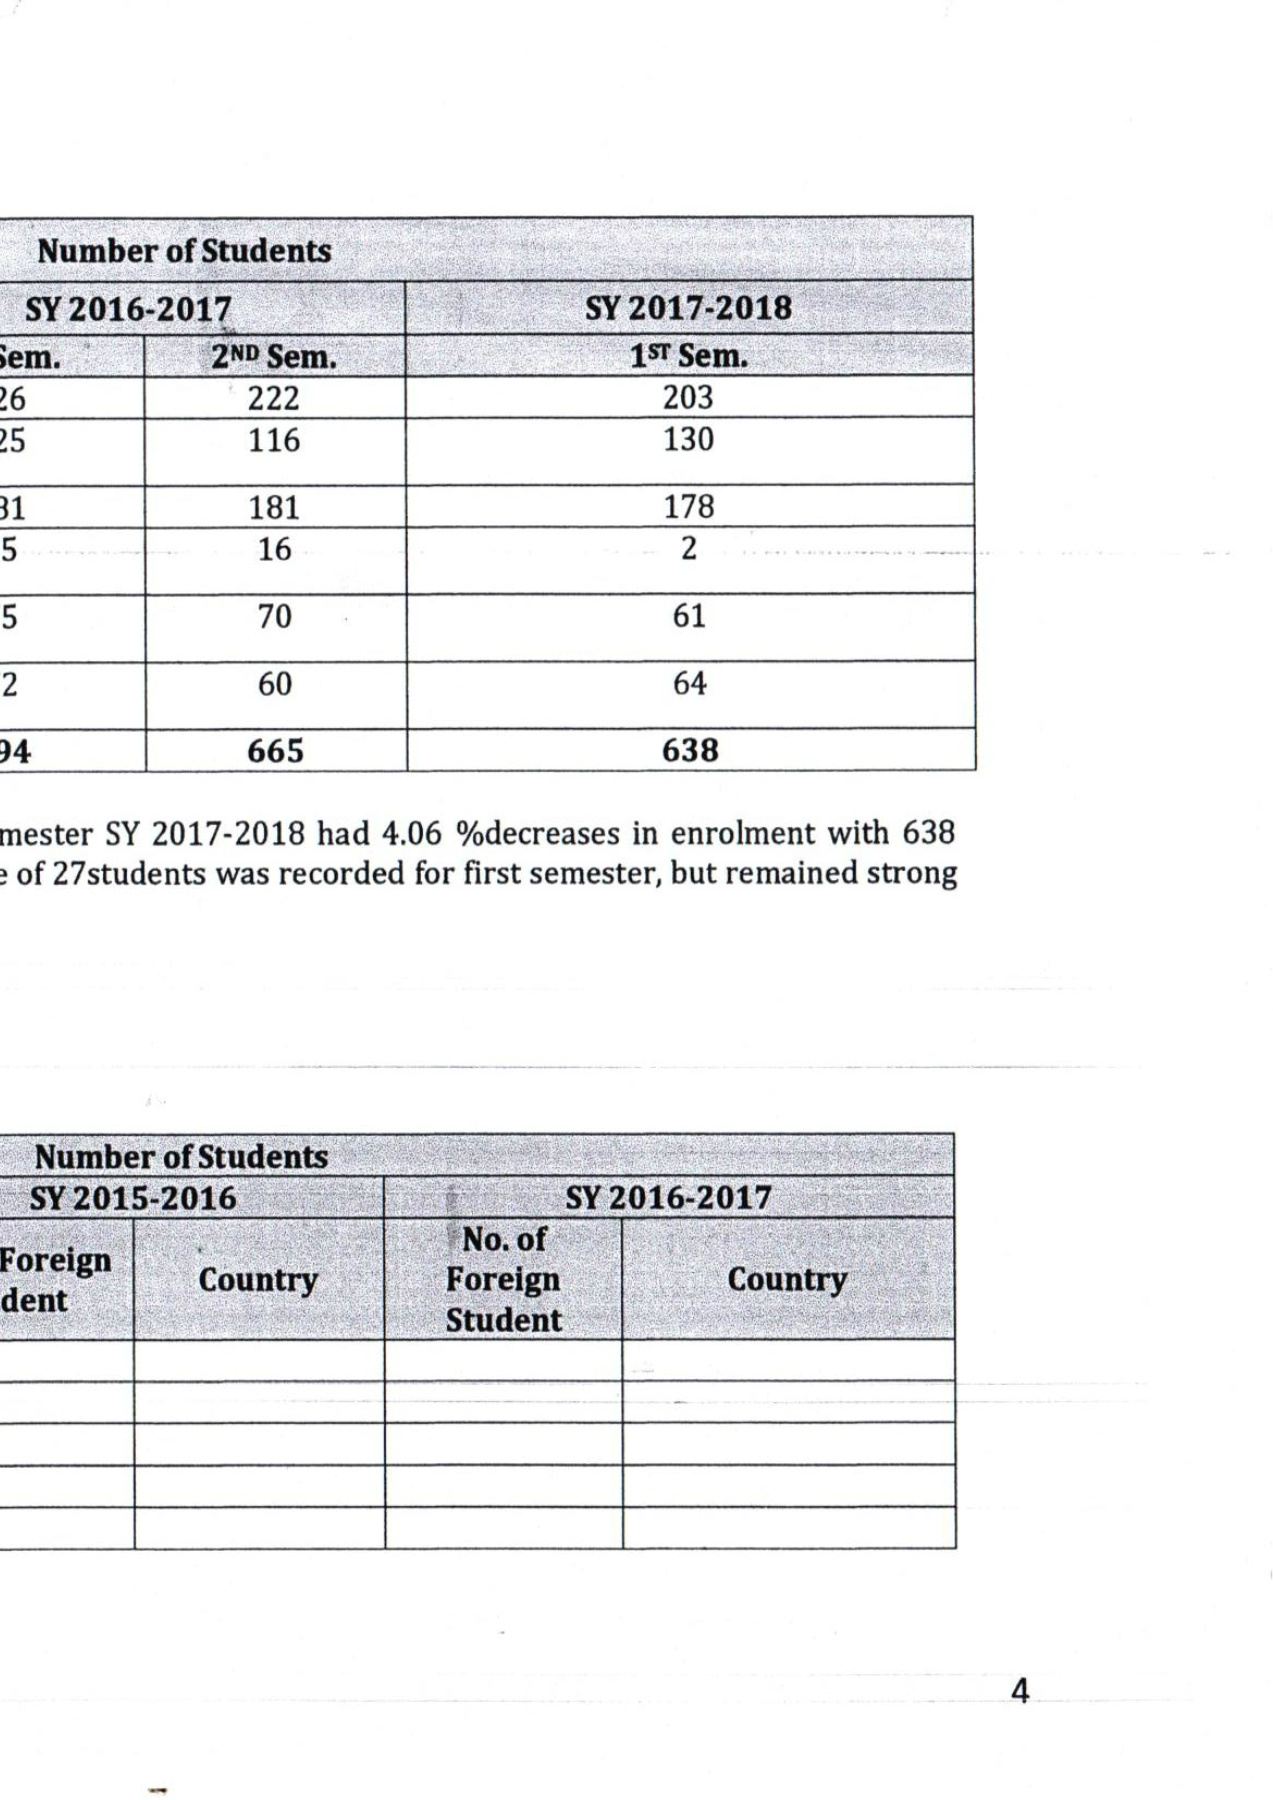 Number of Students
SY 2016-2017 SY 2017-2018
Sem. 2ND Sem. 1ST Sem.
26 222 203
25 116 130
31 181 178
5 16 2
5 70 61
2 60 64
94 665 638
mester SY 2017-2018 had 4.06 %decreases in enrolment with 638
e of 27students was recorded for first semester, but remained strong
Number of Students
SY 2015-2016 SY 2016-2017
Foreign
dent
Country
No. of
Foreign
Student
Country
4